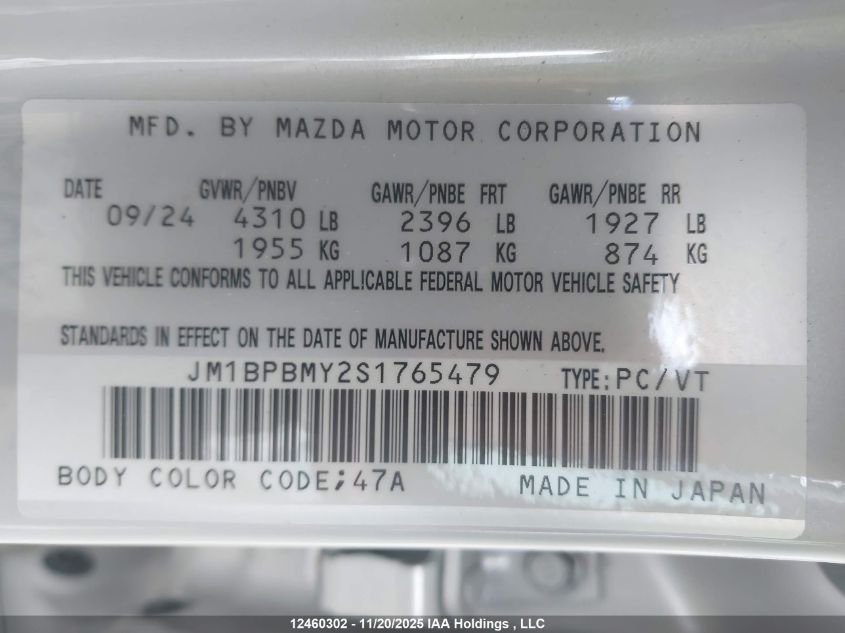 MFD. BY MAZDA MOTOR CORPORATION
DATE GVWR/PNBV GAWR/PNBE FRT GAWR/PNBE RR
09/24 4310 LB 2396 LB 1927 LB
1955 KG 1087 KG 874 KG
THIS VEHICLE CONFORMS TO ALL APPLICABLE FEDERAL MOTOR VEHICLE SAFETY
STANDARDS IN EFFECT ON THE DATE OF MANUFACTURE SHOWN ABOVE.
JM1BPBMY2S1765479 TYPE: PC/VT
BODY COLOR CODE;47A MADE IN JAPAN
12460302 - 11/20/2025 IAA Holdings , LLC